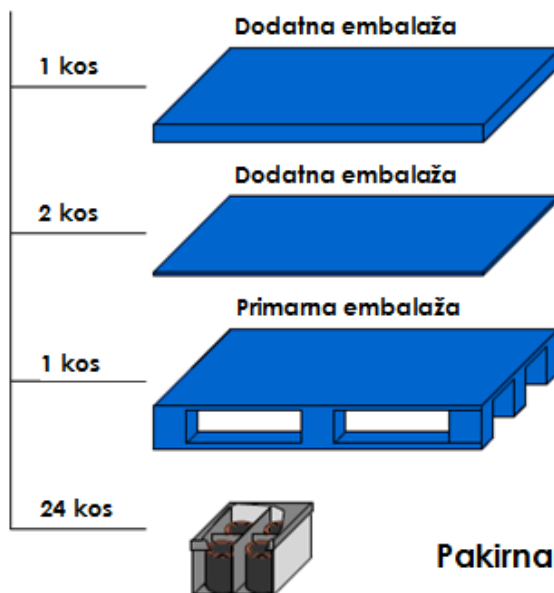 Dodatna embalaža
1 kos
Dodatna embalaža
2 kos
Primarna embalaža
1 kos
24 kos
Pakirna